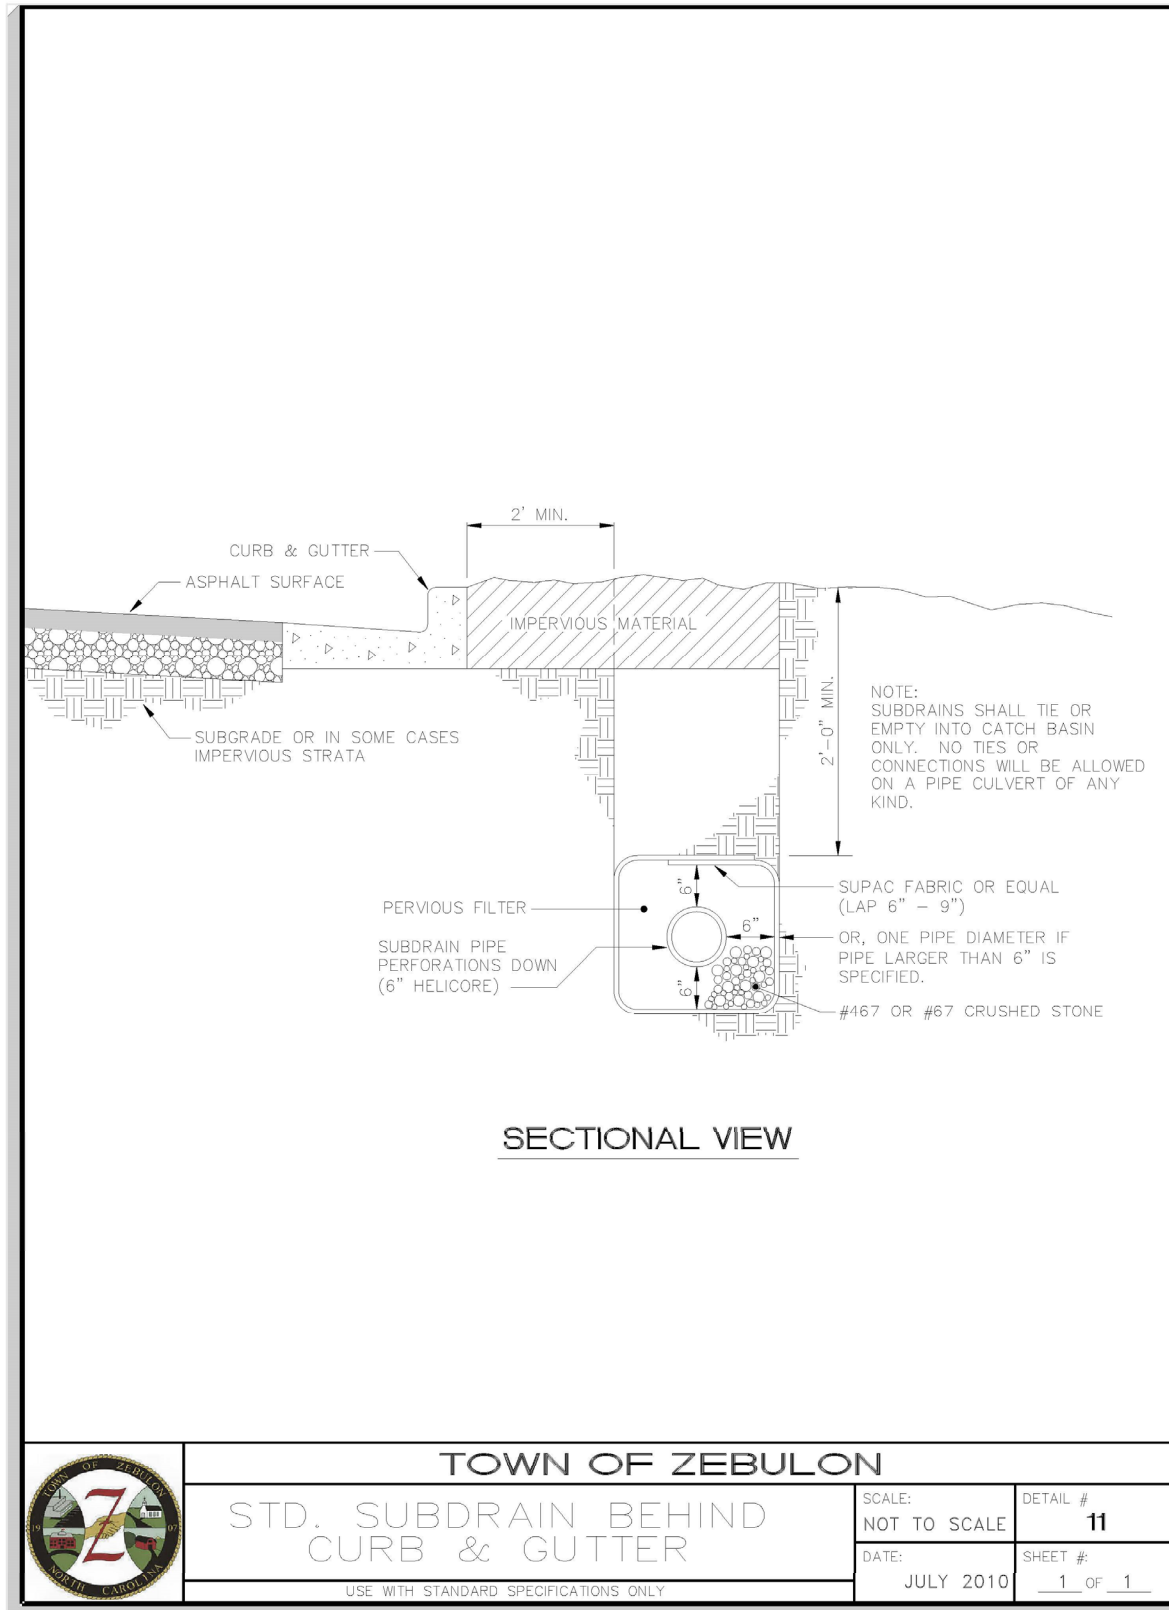 2' MIN.
CURB & GUTTER
ASPHALT SURFACE
IMPERVIOUS MATERIAL
SUBGRADE OR IN SOME CASES
IMPERVIOUS STRATA
2'-0" MIN.
NOTE:
SUBDRAINS SHALL TIE OR
EMPTY INTO CATCH BASIN
ONLY.  NO TIES OR
CONNECTIONS WILL BE ALLOWED
ON A PIPE CULVERT OF ANY
KIND.
6"
PERVIOUS FILTER
SUBDRAIN PIPE
PERFORATIONS DOWN
(6" HELICORE)
6"
6"
SUPAC FABRIC OR EQUAL
(LAP 6" – 9")
OR, ONE PIPE DIAMETER IF
PIPE LARGER THAN 6" IS
SPECIFIED.
#467 OR #67 CRUSHED STONE
SECTIONAL VIEW
TOWN OF ZEBULON
19 07
NORTH CAROLINA
Z
TOWN OF ZEBULON
STD. SUBDRAIN BEHIND
CURB & GUTTER
USE WITH STANDARD SPECIFICATIONS ONLY
SCALE:
NOT TO SCALE
DETAIL #
11
DATE:
JULY 2010
SHEET #:
1 OF 1